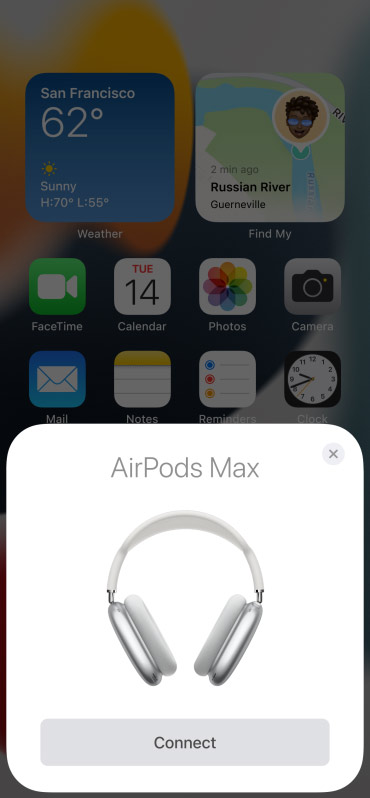 San Francisco
62°
Sunny
H:70° L:55°
Weather
2 min ago
Russian River
Guerneville
Find My
FaceTime
TUE
14
Calendar
Photos
Camera
Mail
Notes
Reminders
Clock
AirPods Max
Connect